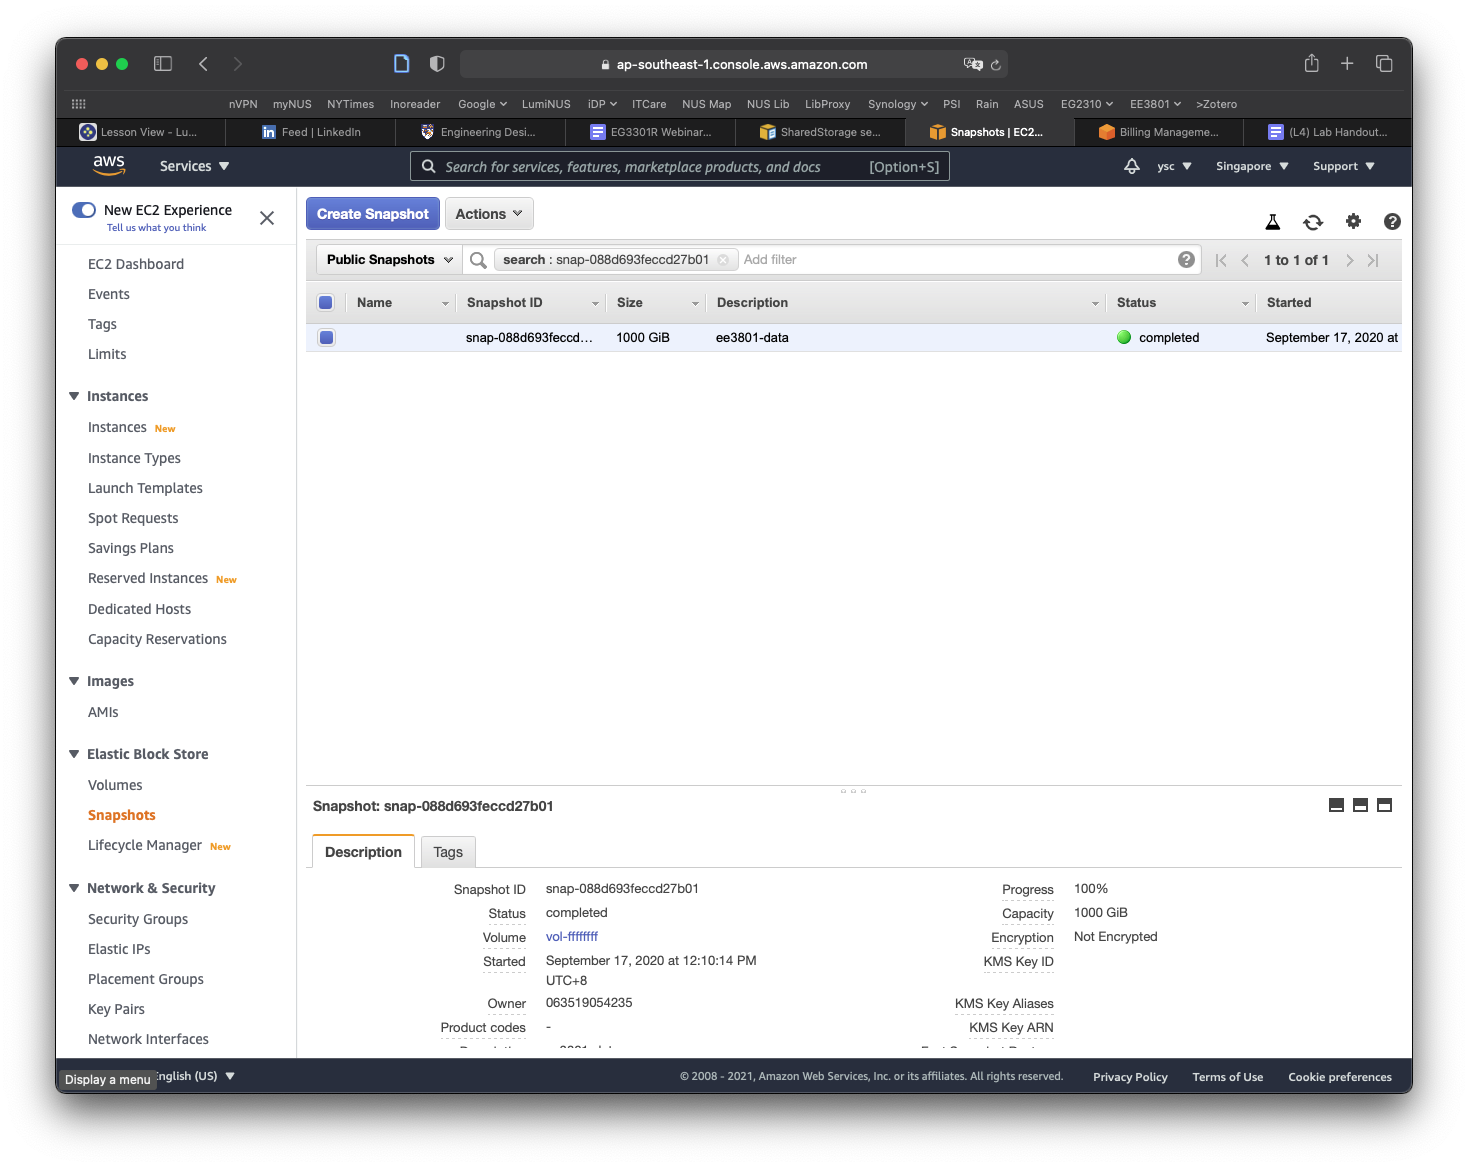 ap-southeast-1.console.aws.amazon.com
nVPN myNUS NYTimes Inoreader Google LumiNUS iDP ITCare NUS Map NUS Lib LibProxy Synology PSI Rain ASUS EG2310 EE3801 >Zotero
Lesson View - Lu... Feed | LinkedIn Engineering Desi... EG3301R Webinar... SharedStorage se... Snapshots | EC2... Billing Manageme... (L4) Lab Handout...
aws Services Search for services, features, marketplace products, and docs [Option+S] ysc Singapore Support
New EC2 Experience
Tell us what you think
EC2 Dashboard
Events
Tags
Limits
Instances
Instances New
Instance Types
Launch Templates
Spot Requests
Savings Plans
Reserved Instances New
Dedicated Hosts
Capacity Reservations
Images
AMIs
Elastic Block Store
Volumes
Snapshots
Lifecycle Manager New
Network & Security
Security Groups
Elastic IPs
Placement Groups
Key Pairs
Network Interfaces
Create Snapshot Actions
Public Snapshots search : snap-088d693feccd27b01 Add filter 1 to 1 of 1
Name Snapshot ID Size Description Status Started
snap-088d693feccd... 1000 GiB ee3801-data completed September 17, 2020 at
Snapshot: snap-088d693feccd27b01
Description Tags
Snapshot ID snap-088d693feccd27b01 Progress 100%
Status completed Capacity 1000 GiB
Volume vol-ffffffff Encryption Not Encrypted
Started September 17, 2020 at 12:10:14 PM KMS Key ID
UTC+8
Owner 063519054235 KMS Key Aliases
Product codes - KMS Key ARN
Display a menu nglish (US) © 2008 - 2021, Amazon Web Services, Inc. or its affiliates. All rights reserved. Privacy Policy Terms of Use Cookie preferences